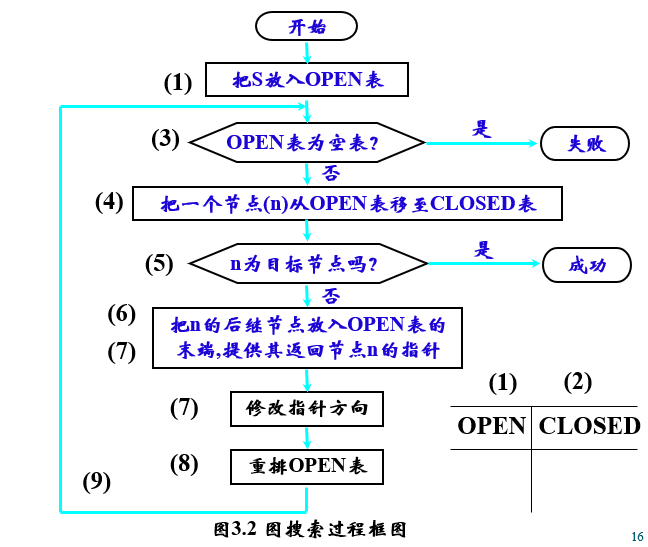 开始
(1) 把S放入OPEN表
(3) OPEN表为空表? 是 失败
否
(4) 把一个节点(n)从OPEN表移至CLOSED表
(5) n为目标节点吗? 是 成功
否
(6) 把n的后继节点放入OPEN表的
(7) 末端,提供其返回节点n的指针
(7) 修改指针方向
(8) 重排OPEN表
(9)
(1) (2)
OPEN CLOSED
图3.2 图搜索过程框图
16